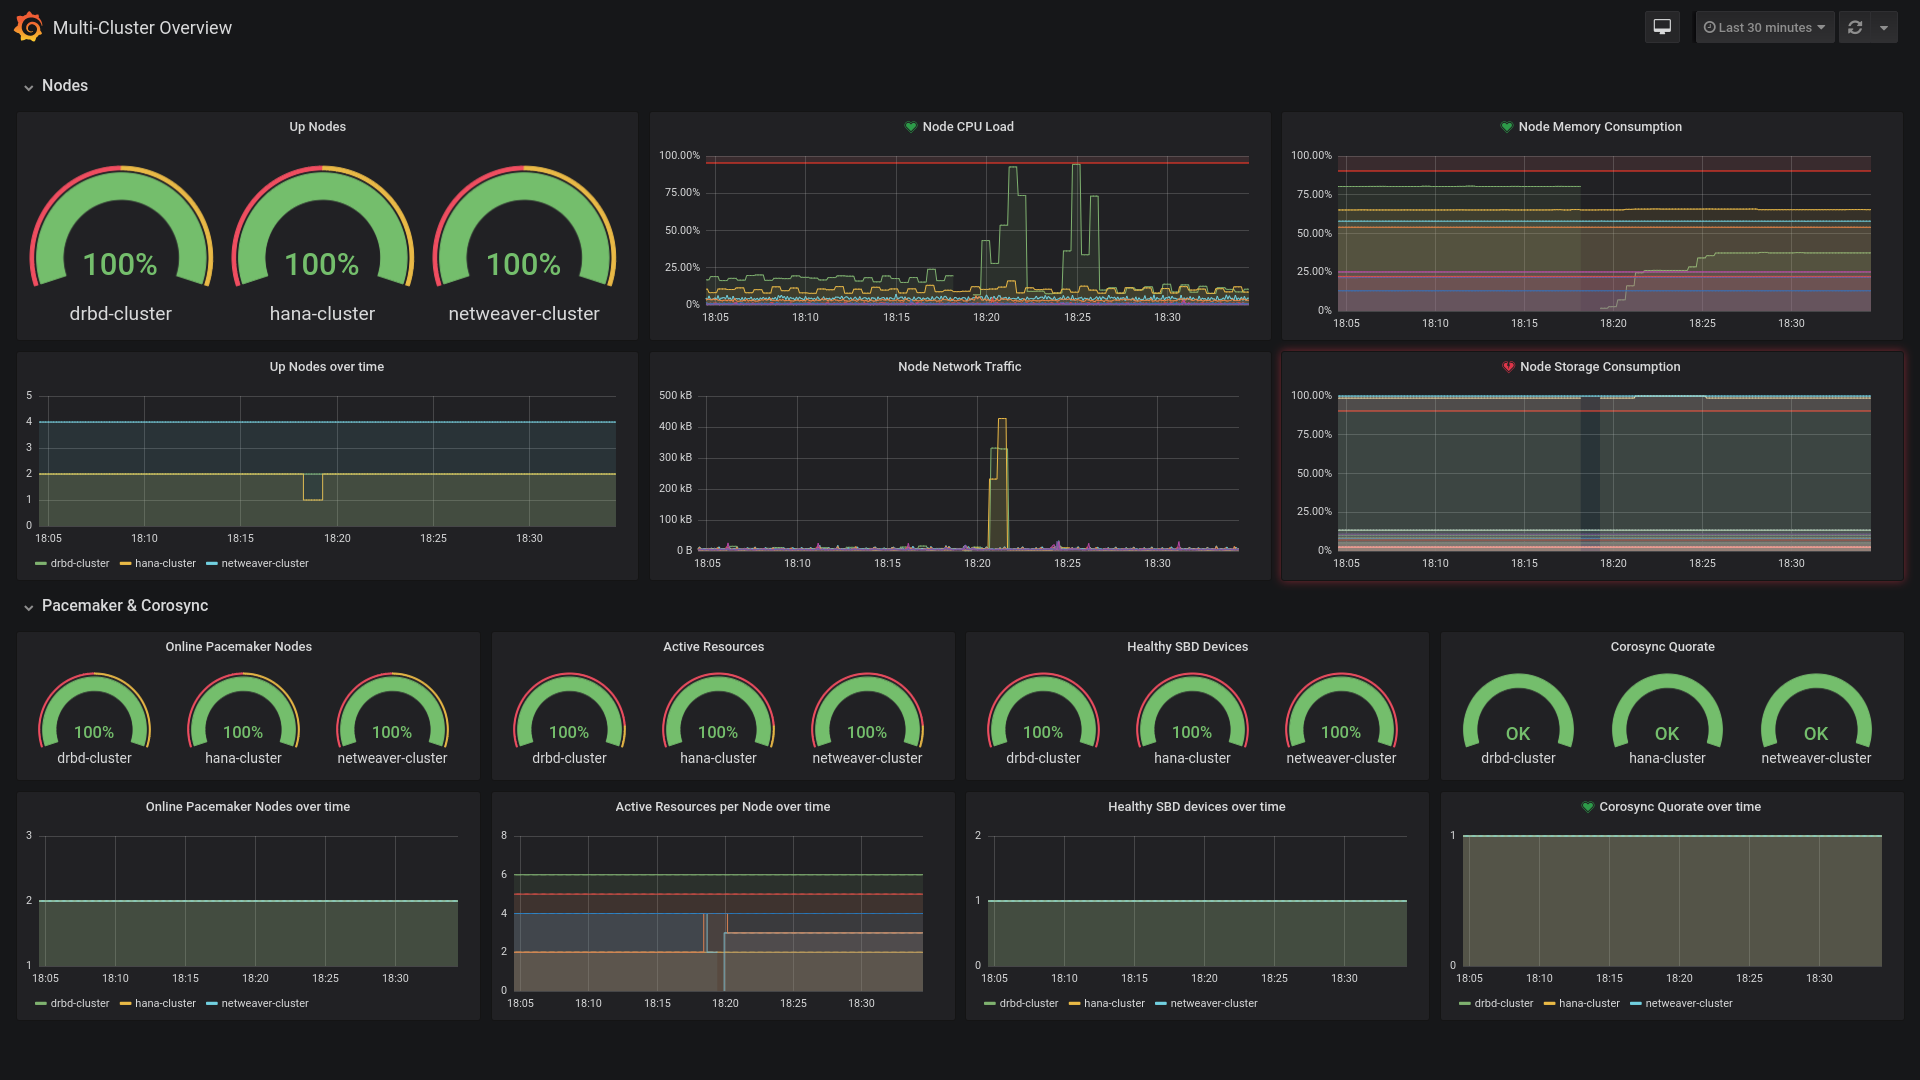 Multi-Cluster Overview
Last 30 minutes
Nodes
Up Nodes
100%
drbd-cluster
100%
hana-cluster
100%
netweaver-cluster
Node CPU Load
100.00%
75.00%
50.00%
25.00%
0%
18:05 18:10 18:15 18:20 18:25 18:30
Node Memory Consumption
100.00%
75.00%
50.00%
25.00%
0%
18:05 18:10 18:15 18:20 18:25 18:30
Up Nodes over time
5
4
3
2
1
0
18:05 18:10 18:15 18:20 18:25 18:30
drbd-cluster hana-cluster netweaver-cluster
Node Network Traffic
500 kB
400 kB
300 kB
200 kB
100 kB
0 B
18:05 18:10 18:15 18:20 18:25 18:30
Node Storage Consumption
100.00%
75.00%
50.00%
25.00%
0%
18:05 18:10 18:15 18:20 18:25 18:30
Pacemaker & Corosync
Online Pacemaker Nodes
100% 100% 100%
drbd-cluster hana-cluster netweaver-cluster
Active Resources
100% 100% 100%
drbd-cluster hana-cluster netweaver-cluster
Healthy SBD Devices
100% 100% 100%
drbd-cluster hana-cluster netweaver-cluster
Corosync Quorate
OK OK OK
drbd-cluster hana-cluster netweaver-cluster
Online Pacemaker Nodes over time
3
2
1
18:05 18:10 18:15 18:20 18:25 18:30
drbd-cluster hana-cluster netweaver-cluster
Active Resources per Node over time
8
6
4
2
0
18:05 18:10 18:15 18:20 18:25 18:30
Healthy SBD devices over time
2
1
0
18:05 18:10 18:15 18:20 18:25 18:30
drbd-cluster hana-cluster netweaver-cluster
Corosync Quorate over time
1
0
18:05 18:10 18:15 18:20 18:25 18:30
drbd-cluster hana-cluster netweaver-cluster